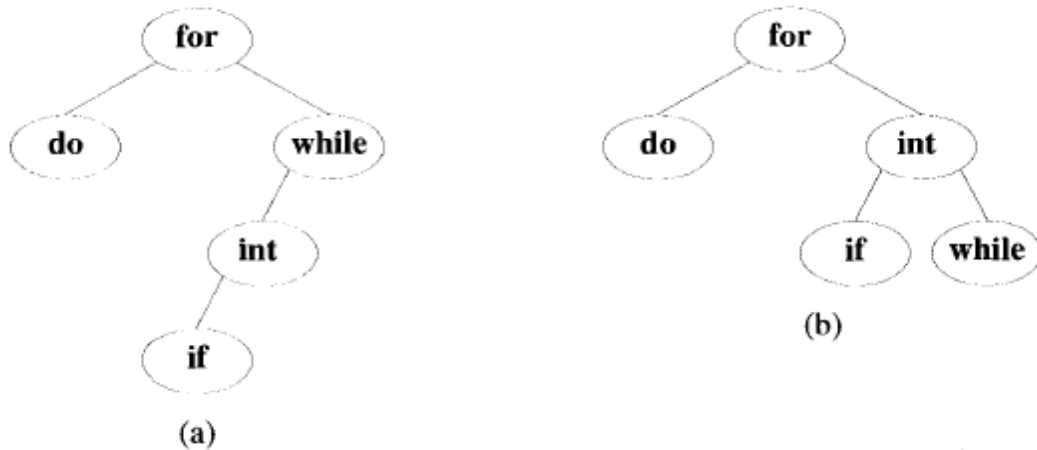 for
for
do
while
do
int
int
if
while
if
(b)
(a)